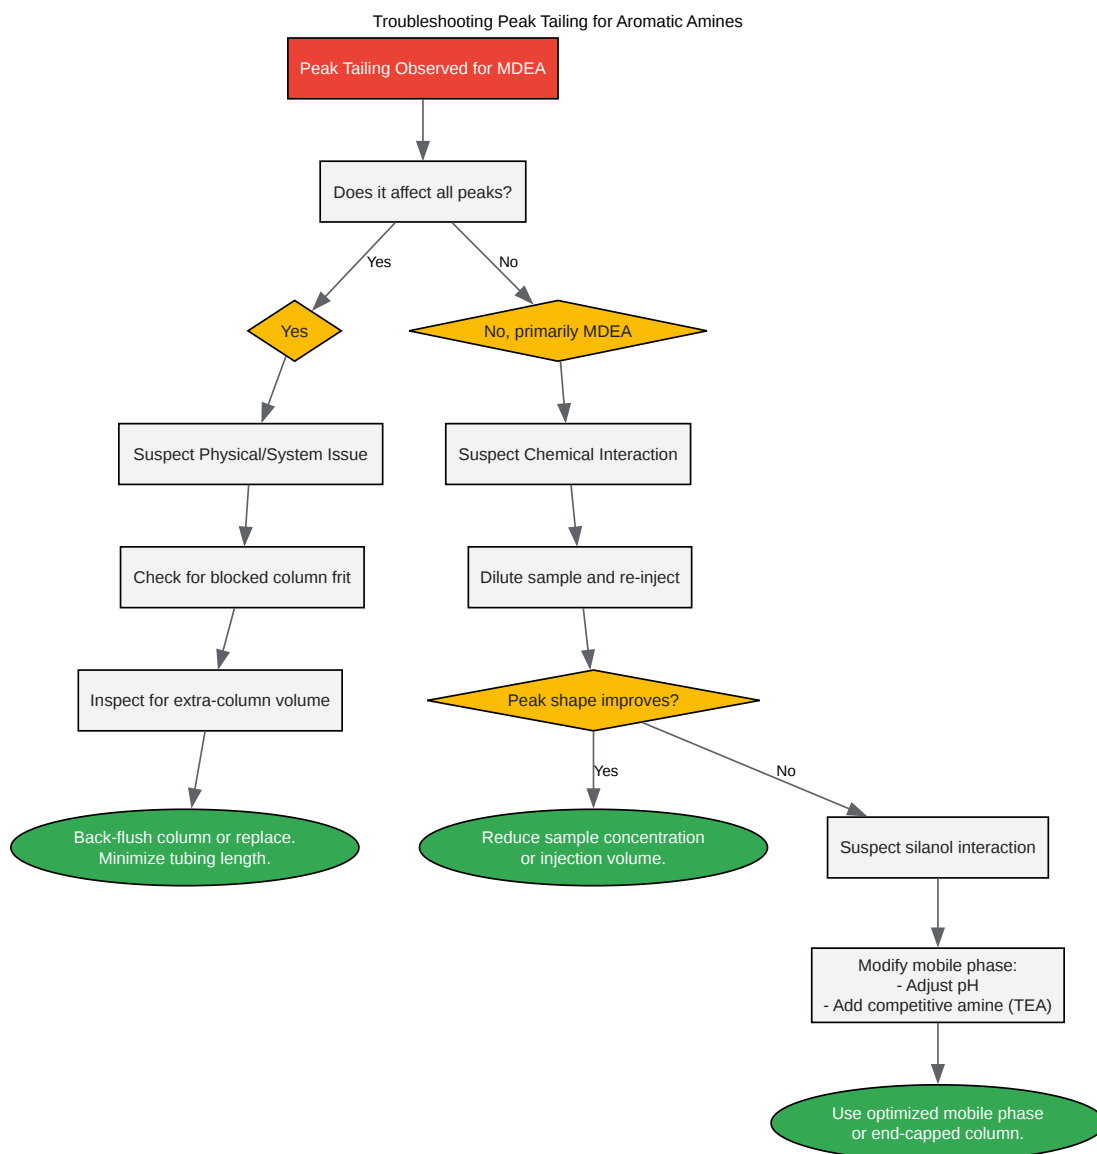 Troubleshooting Peak Tailing for Aromatic Amines
Peak Tailing Observed for MDEA
Does it affect all peaks?
Yes
No
Yes
No, primarily MDEA
Suspect Physical/System Issue
Suspect Chemical Interaction
Check for blocked column frit
Dilute sample and re-inject
Inspect for extra-column volume
Peak shape improves?
Yes
No
Back-flush column or replace.
Minimize tubing length.
Reduce sample concentration
or injection volume.
Suspect silanol interaction
Modify mobile phase:
- Adjust pH
- Add competitive amine (TEA)
Use optimized mobile phase
or end-capped column.